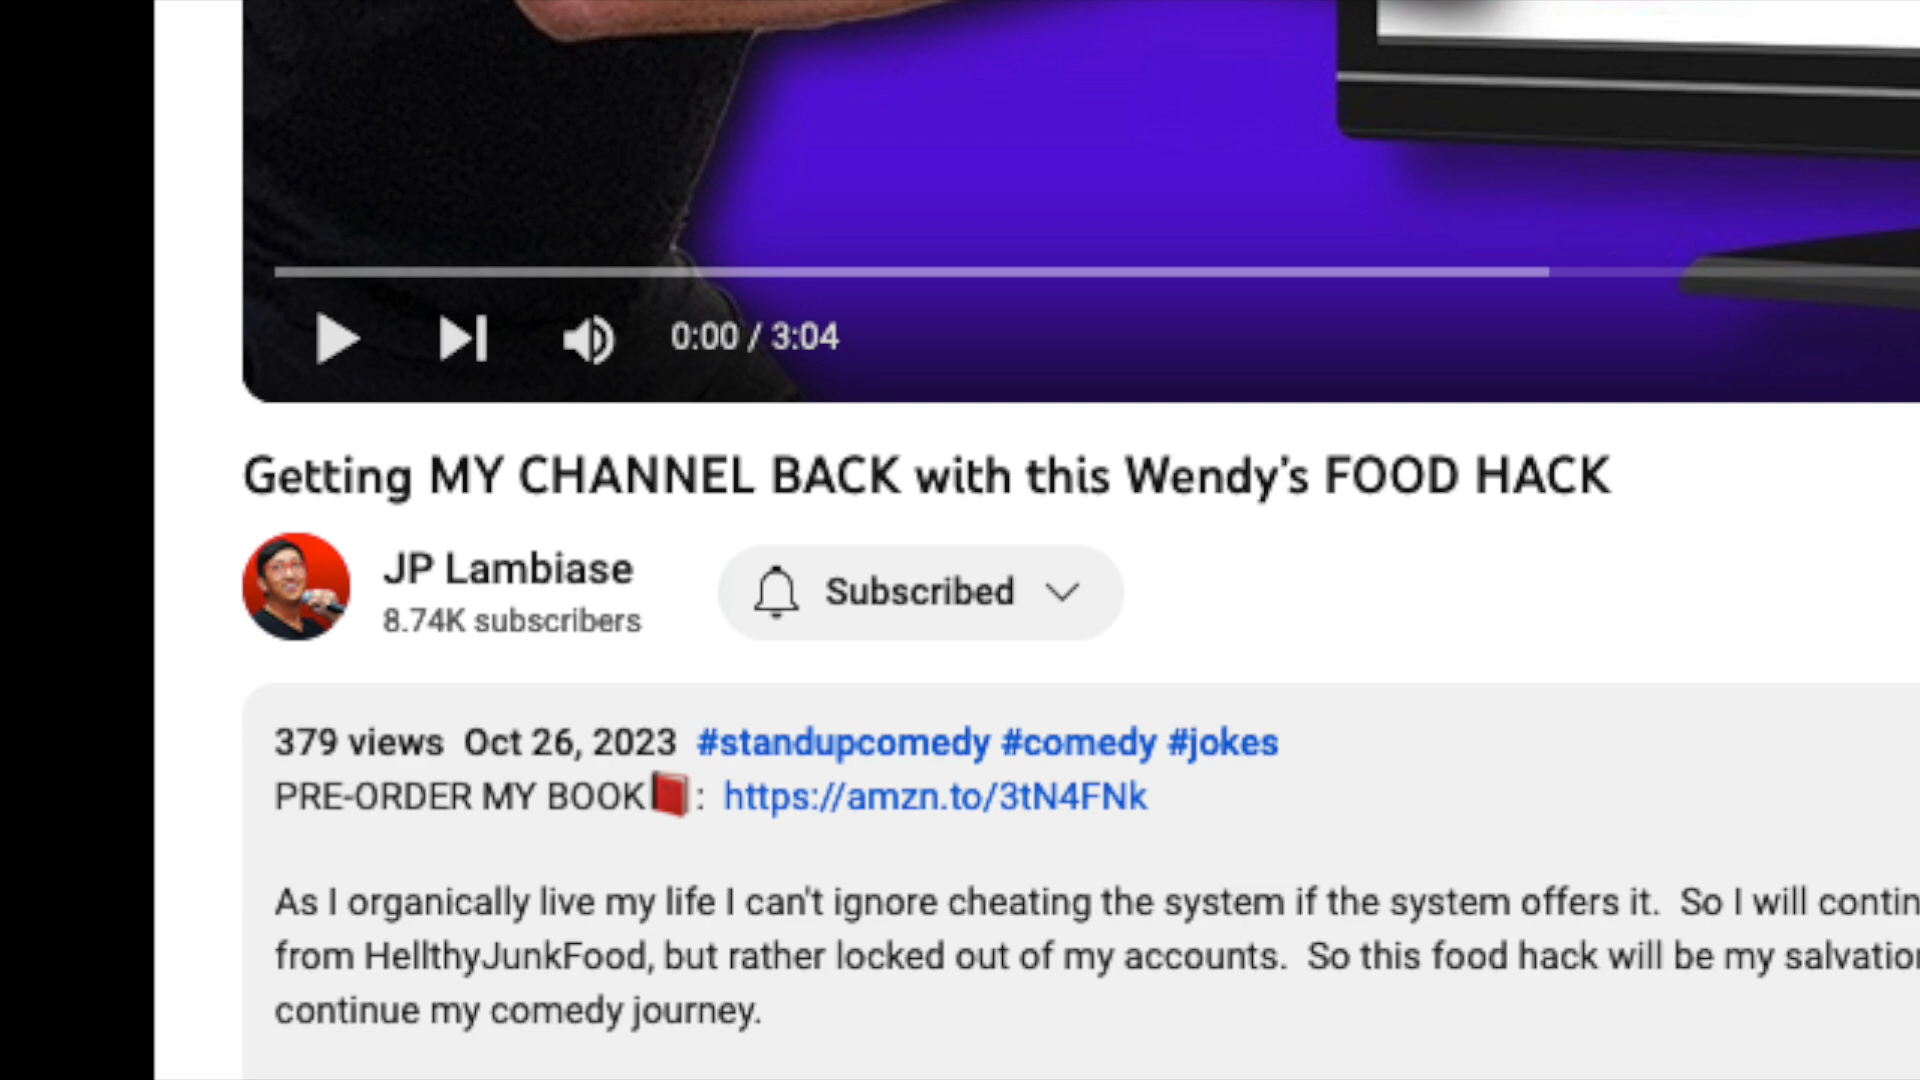 0:00 / 3:04
Getting MY CHANNEL BACK with this Wendy's FOOD HACK
JP Lambiase
8.74K subscribers
Subscribed
379 views Oct 26, 2023 #standupcomedy #comedy #jokes
PRE-ORDER MY BOOK📕: https://amzn.to/3tN4FNk
As I organically live my life I can't ignore cheating the system if the system offers it. So I will contin
from HellthyJunkFood, but rather locked out of my accounts. So this food hack will be my salvation
continue my comedy journey.